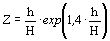 Z = h/H · exp(1,4 · h/H)